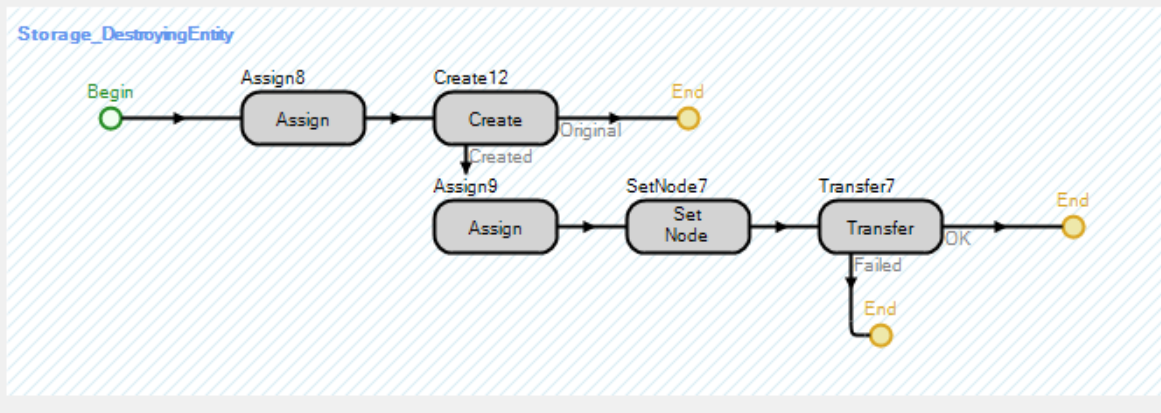 Storage_DestroyingEntity
Begin
Assign8
Assign
Create12
Create
Original
End
Created
Assign9
Assign
SetNode7
Set
Node
Transfer7
Transfer
OK
End
Failed
End